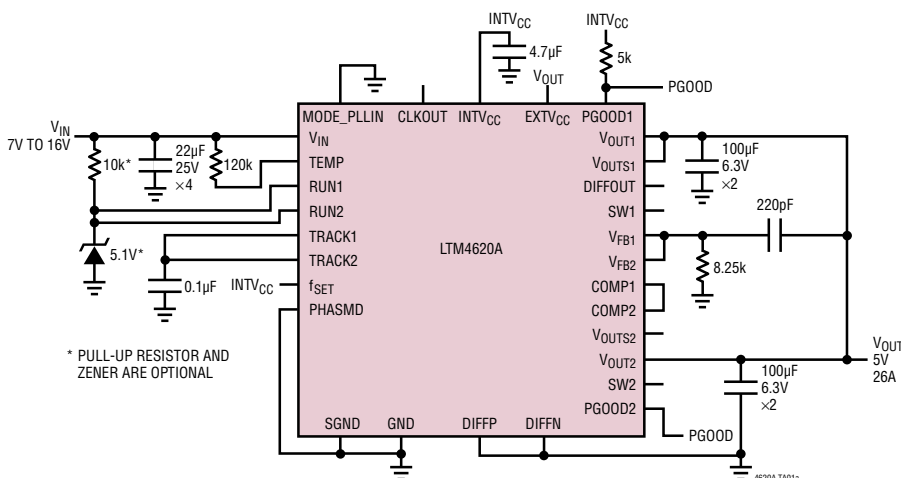 INTVCC
INTVCC
4.7µF
5k
VOUT
PGOOD
MODE_PLLIN CLKOUT INTVCC EXTVCC PGOOD1
VIN
7V TO 16V
VIN
VOUT1
10k*
22µF
25V
×4
120k
TEMP
VOUTS1
100µF
6.3V
×2
RUN1
DIFFOUT
RUN2
SW1
220pF
TRACK1
VFB1
5.1V*
LTM4620A
TRACK2
VFB2
8.25k
0.1µF
INTVCC
fSET
COMP1
PHASMD
COMP2
VOUTS2
* PULL-UP RESISTOR AND
ZENER ARE OPTIONAL
VOUT2
VOUT
5V
26A
SW2
100µF
6.3V
×2
PGOOD2
SGND GND DIFFP DIFFN
PGOOD
4620A TA01a